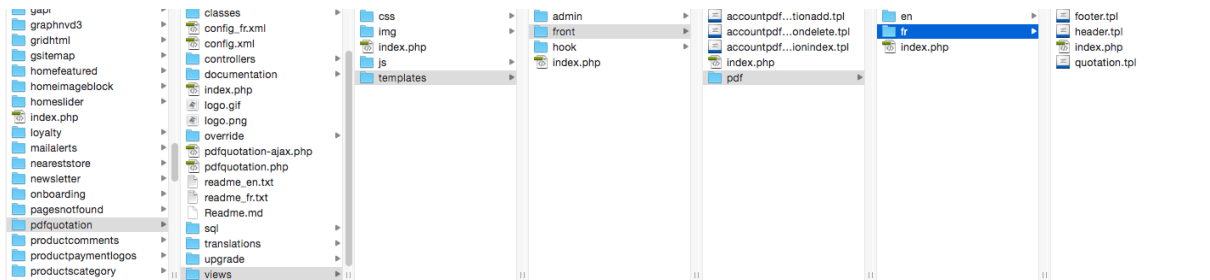 gapi
graphnvd3
gridhtml
gsitemap
homefeatured
homeimageblock
homeslider
index.php
loyalty
mailalerts
neareststore
newsletter
onboarding
pagesnotfound
pdfquotation
productcomments
productpaymentlogos
productscategory
classes
config_fr.xml
config.xml
controllers
documentation
index.php
logo.gif
logo.png
override
pdfquotation-ajax.php
pdfquotation.php
readme_en.txt
readme_fr.txt
Readme.md
sql
translations
upgrade
views
css
img
index.php
js
templates
admin
front
hook
index.php
accountpdf...tionadd.tpl
accountpdf...ondelete.tpl
accountpdf...ionindex.tpl
index.php
pdf
en
fr
index.php
footer.tpl
header.tpl
index.php
quotation.tpl